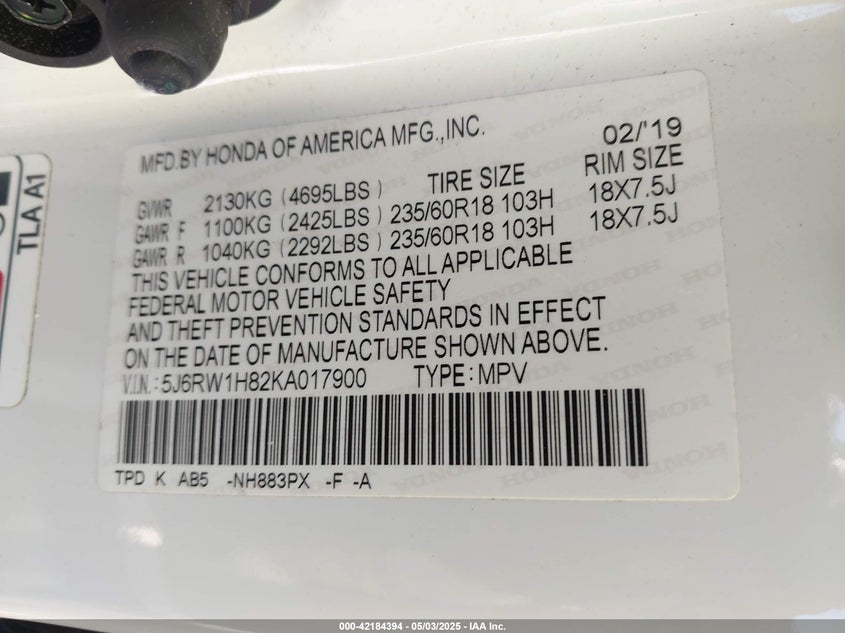 TLA A1
MFD.BY HONDA OF AMERICA MFG.,INC. 02/'19
TIRE SIZE RIM SIZE
GVWR 2130KG (4695LBS)
GAWR F 1100KG (2425LBS) 235/60R18 103H 18X7.5J
GAWR R 1040KG (2292LBS) 235/60R18 103H 18X7.5J
THIS VEHICLE CONFORMS TO ALL APPLICABLE
FEDERAL MOTOR VEHICLE SAFETY
AND THEFT PREVENTION STANDARDS IN EFFECT
ON THE DATE OF MANUFACTURE SHOWN ABOVE.
V.I.N.:5J6RW1H82KA017900 TYPE:MPV
TPD K AB5 -NH883PX -F -A
000-42184394 — 05/03/2025 — IAA Inc.